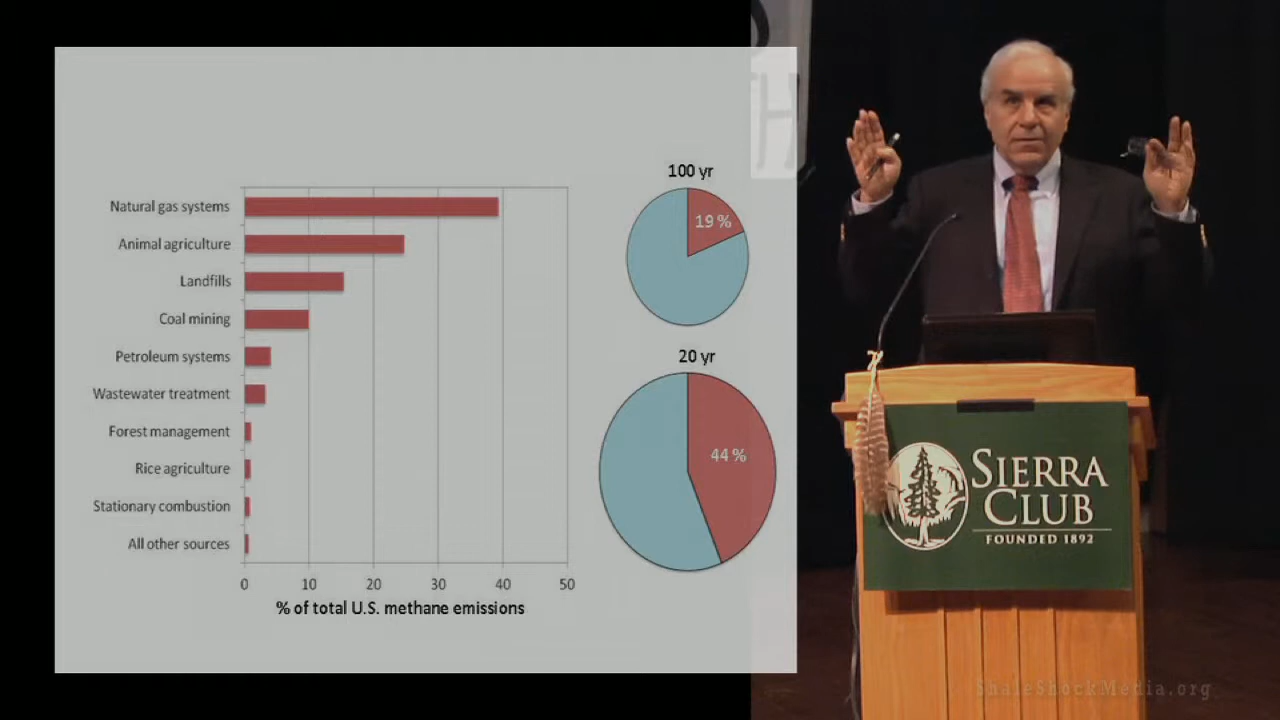 Natural gas systems
Animal agriculture
Landfills
Coal mining
Petroleum systems
Wastewater treatment
Forest management
Rice agriculture
Stationary combustion
All other sources
0 10 20 30 40 50
% of total U.S. methane emissions
100 yr
19 %
20 yr
44 %
H
SIERRA
CLUB
FOUNDED 1892
ShaleShockMedia.org